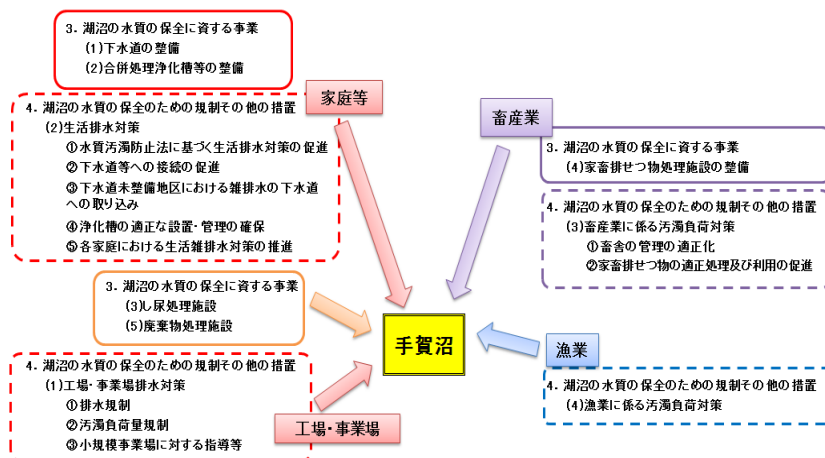 3. 湖沼の水質の保全に資する事業
(1)下水道の整備
(2)合併処理浄化槽等の整備
家庭等
4. 湖沼の水質の保全のための規制その他の措置
(2)生活排水対策
①水質汚濁防止法に基づく生活排水対策の促進
②下水道等への接続の促進
③下水道未整備地区における雑排水の下水道
への取り込み
④浄化槽の適正な設置・管理の確保
⑤各家庭における生活雑排水対策の推進
畜産業
3. 湖沼の水質の保全に資する事業
(4)家畜排せつ物処理施設の整備
4. 湖沼の水質の保全のための規制その他の措置
(3)畜産業に係る汚濁負荷対策
①畜舎の管理の適正化
②家畜排せつ物の適正処理及び利用の促進
3. 湖沼の水質の保全に資する事業
(3)し尿処理施設
(5)廃棄物処理施設
手賀沼
漁業
4. 湖沼の水質の保全のための規制その他の措置
(4)漁業に係る汚濁負荷対策
4. 湖沼の水質の保全のための規制その他の措置
(1)工場・事業場排水対策
①排水規制
②汚濁負荷量規制
③小規模事業場に対する指導等
工場・事業場